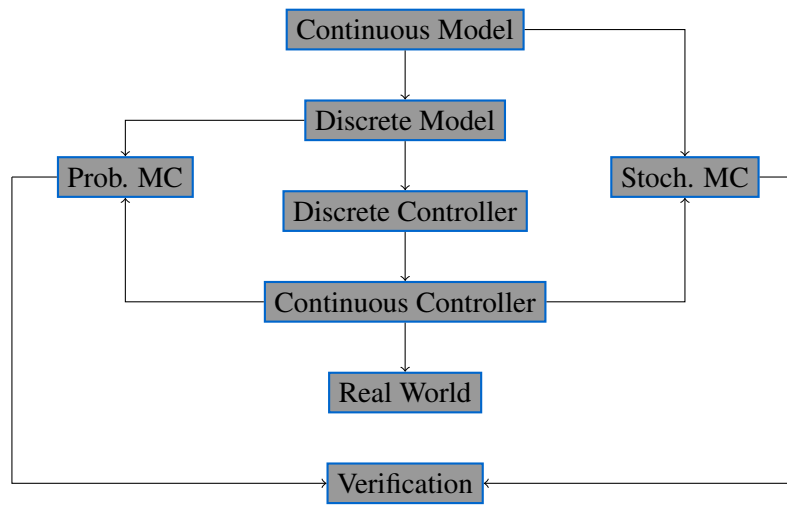 Continuous Model
Discrete Model
Prob. MC
Stoch. MC
Discrete Controller
Continuous Controller
Real World
Verification